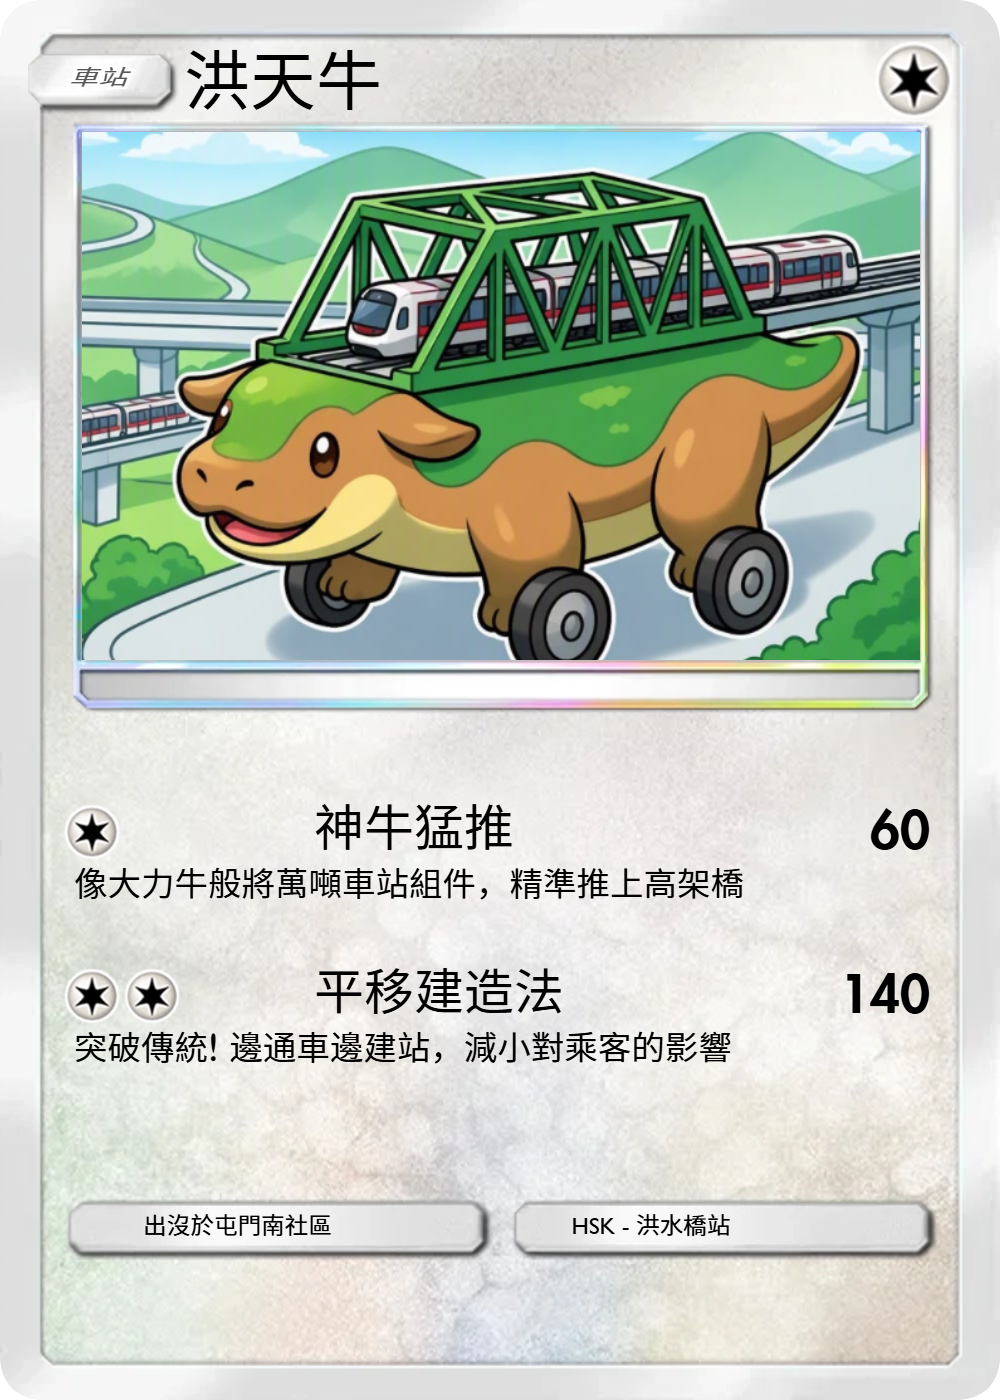 車站
洪天牛
神牛猛推 60
像大力牛般將萬噸車站組件，精準推上高架橋
平移建造法 140
突破傳統! 邊通車邊建站，減小對乘客的影響
出沒於屯門南社區
HSK - 洪水橋站